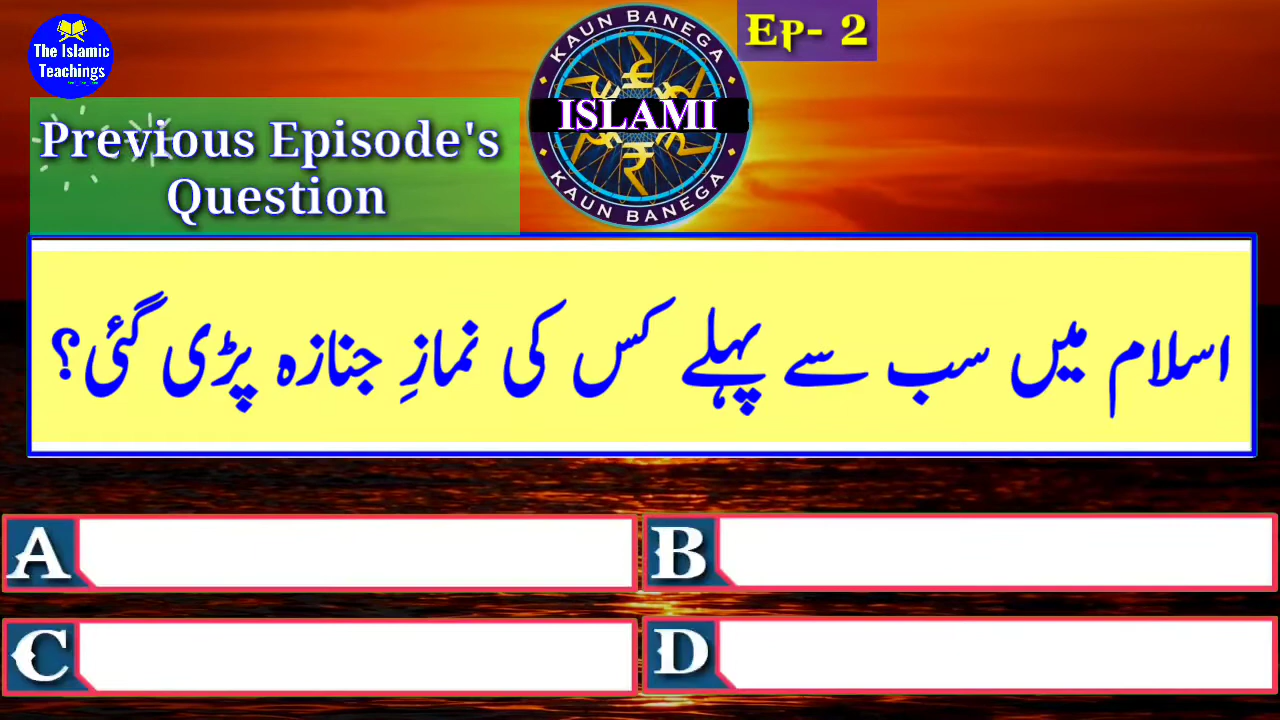 The Islamic
Teachings
KAUN BANEGA
ISLAMI
KAUN BANEGA
Ep- 2
Previous Episode's
Question
اسلام میں سب سے پہلے کس کی نمازِ جنازہ پڑی گئی؟
A
B
C
D